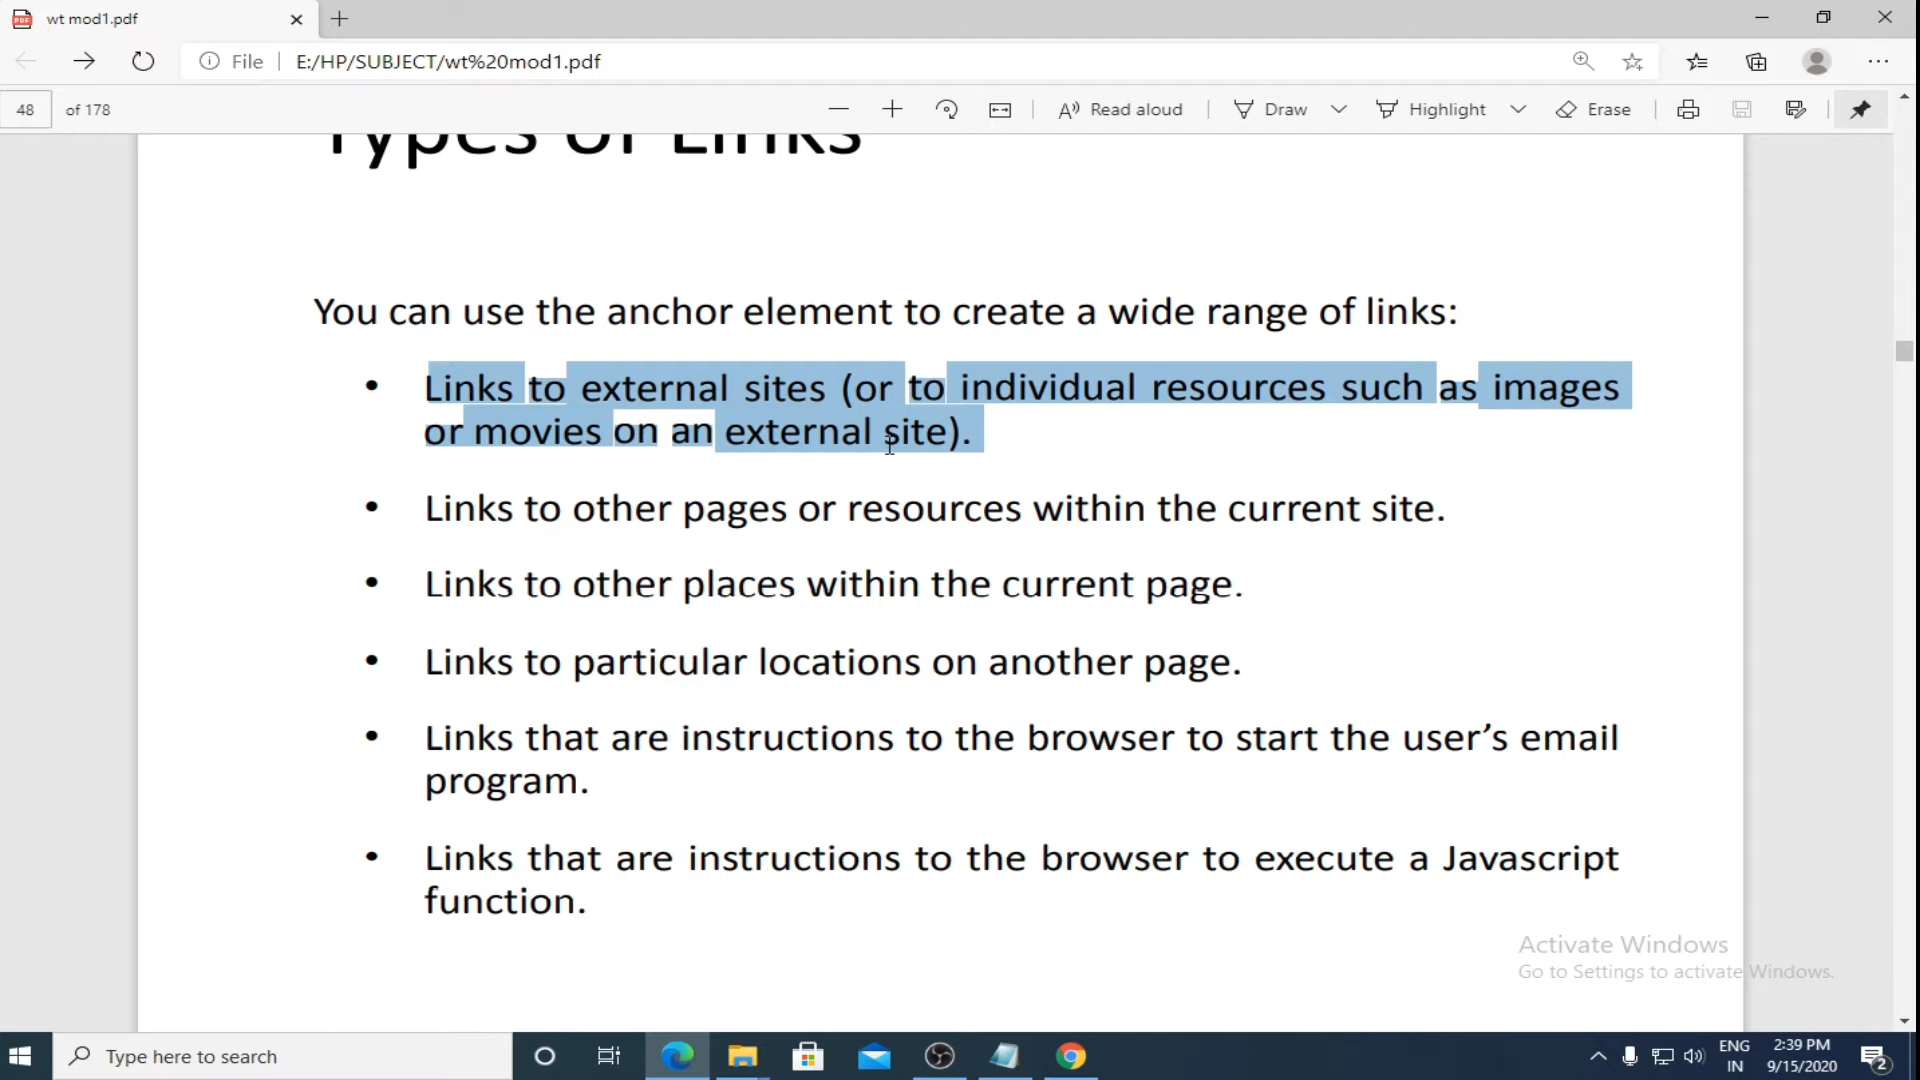 wt mod1.pdf
File E:/HP/SUBJECT/wt%20mod1.pdf
48 of 178 Read aloud Draw Highlight Erase
Types of Links
You can use the anchor element to create a wide range of links:
• Links to external sites (or to individual resources such as images
or movies on an external site).
• Links to other pages or resources within the current site.
• Links to other places within the current page.
• Links to particular locations on another page.
• Links that are instructions to the browser to start the user’s email
program.
• Links that are instructions to the browser to execute a Javascript
function.
Activate Windows
Go to Settings to activate Windows.
Type here to search
ENG
IN
2:39 PM
9/15/2020
2